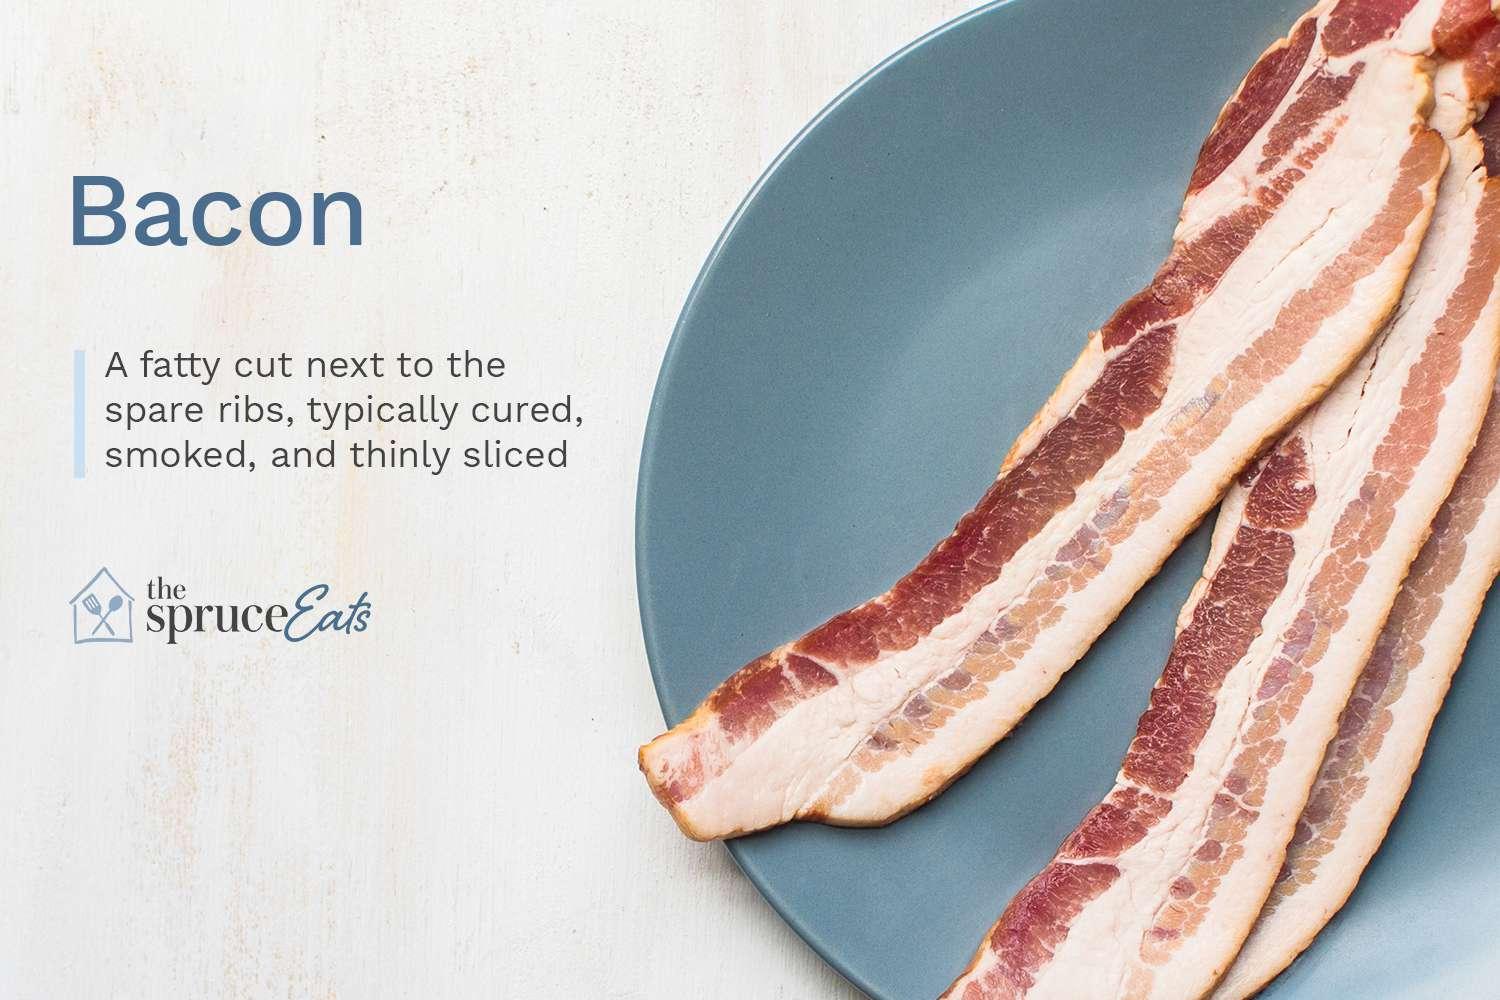 Bacon
A fatty cut next to the
spare ribs, typically cured,
smoked, and thinly sliced
the
spruceEats